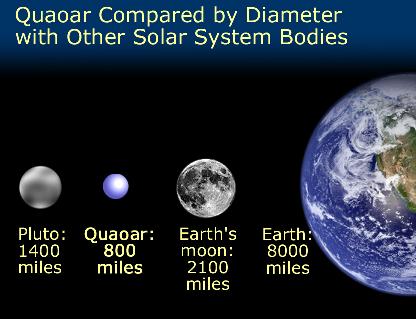 Quaoar Compared by Diameter
with Other Solar System Bodies
Pluto:
1400
miles
Quaoar:
800
miles
Earth's
moon:
2100
miles
Earth:
8000
miles